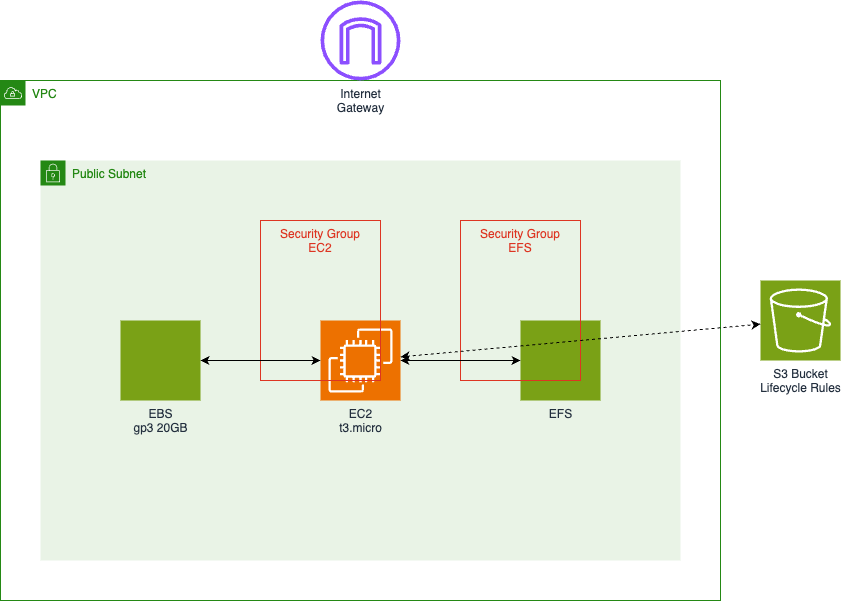 Internet
Gateway
VPC
Public Subnet
Security Group
EC2
Security Group
EFS
EBS
gp3 20GB
EC2
t3.micro
EFS
S3 Bucket
Lifecycle Rules